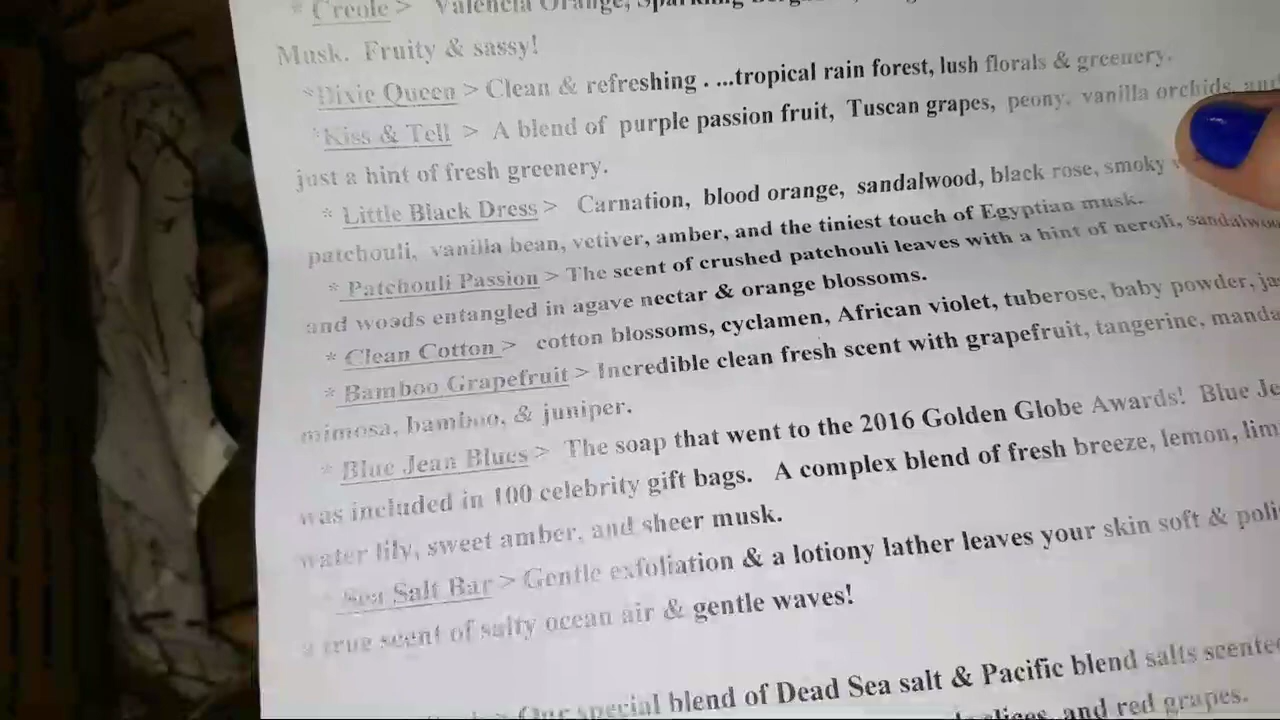 * Creole > Valencia Orange,
Musk. Fruity & sassy!
*Dixie Queen > Clean & refreshing . ...tropical rain forest, lush florals & greenery.
*Kiss & Tell > A blend of purple passion fruit, Tuscan grapes, peony, vanilla orchids, and
just a hint of fresh greenery.
* Little Black Dress > Carnation, blood orange, sandalwood, black rose, smoky
patchouli, vanilla bean, vetiver, amber, and the tiniest touch of Egyptian musk.
* Patchouli Passion > The scent of crushed patchouli leaves with a hint of neroli,
and woods entangled in agave nectar & orange blossoms.
* Clean Cotton > cotton blossoms, cyclamen, African violet, tuberose, baby powder,
* Bamboo Grapefruit > Incredible clean fresh scent with grapefruit, tangerine,
mimosa, bamboo, & juniper.
* Blue Jean Blues > The soap that went to the 2016 Golden Globe Awards! Blue
was included in 100 celebrity gift bags. A complex blend of fresh breeze, lemon,
water lily, sweet amber, and sheer musk.
* Sea Salt Bar > Gentle exfoliation & a lotiony lather leaves your skin soft &
a true scent of salty ocean air & gentle waves!
> Our special blend of Dead Sea salt & Pacific blend salts
and red grapes.